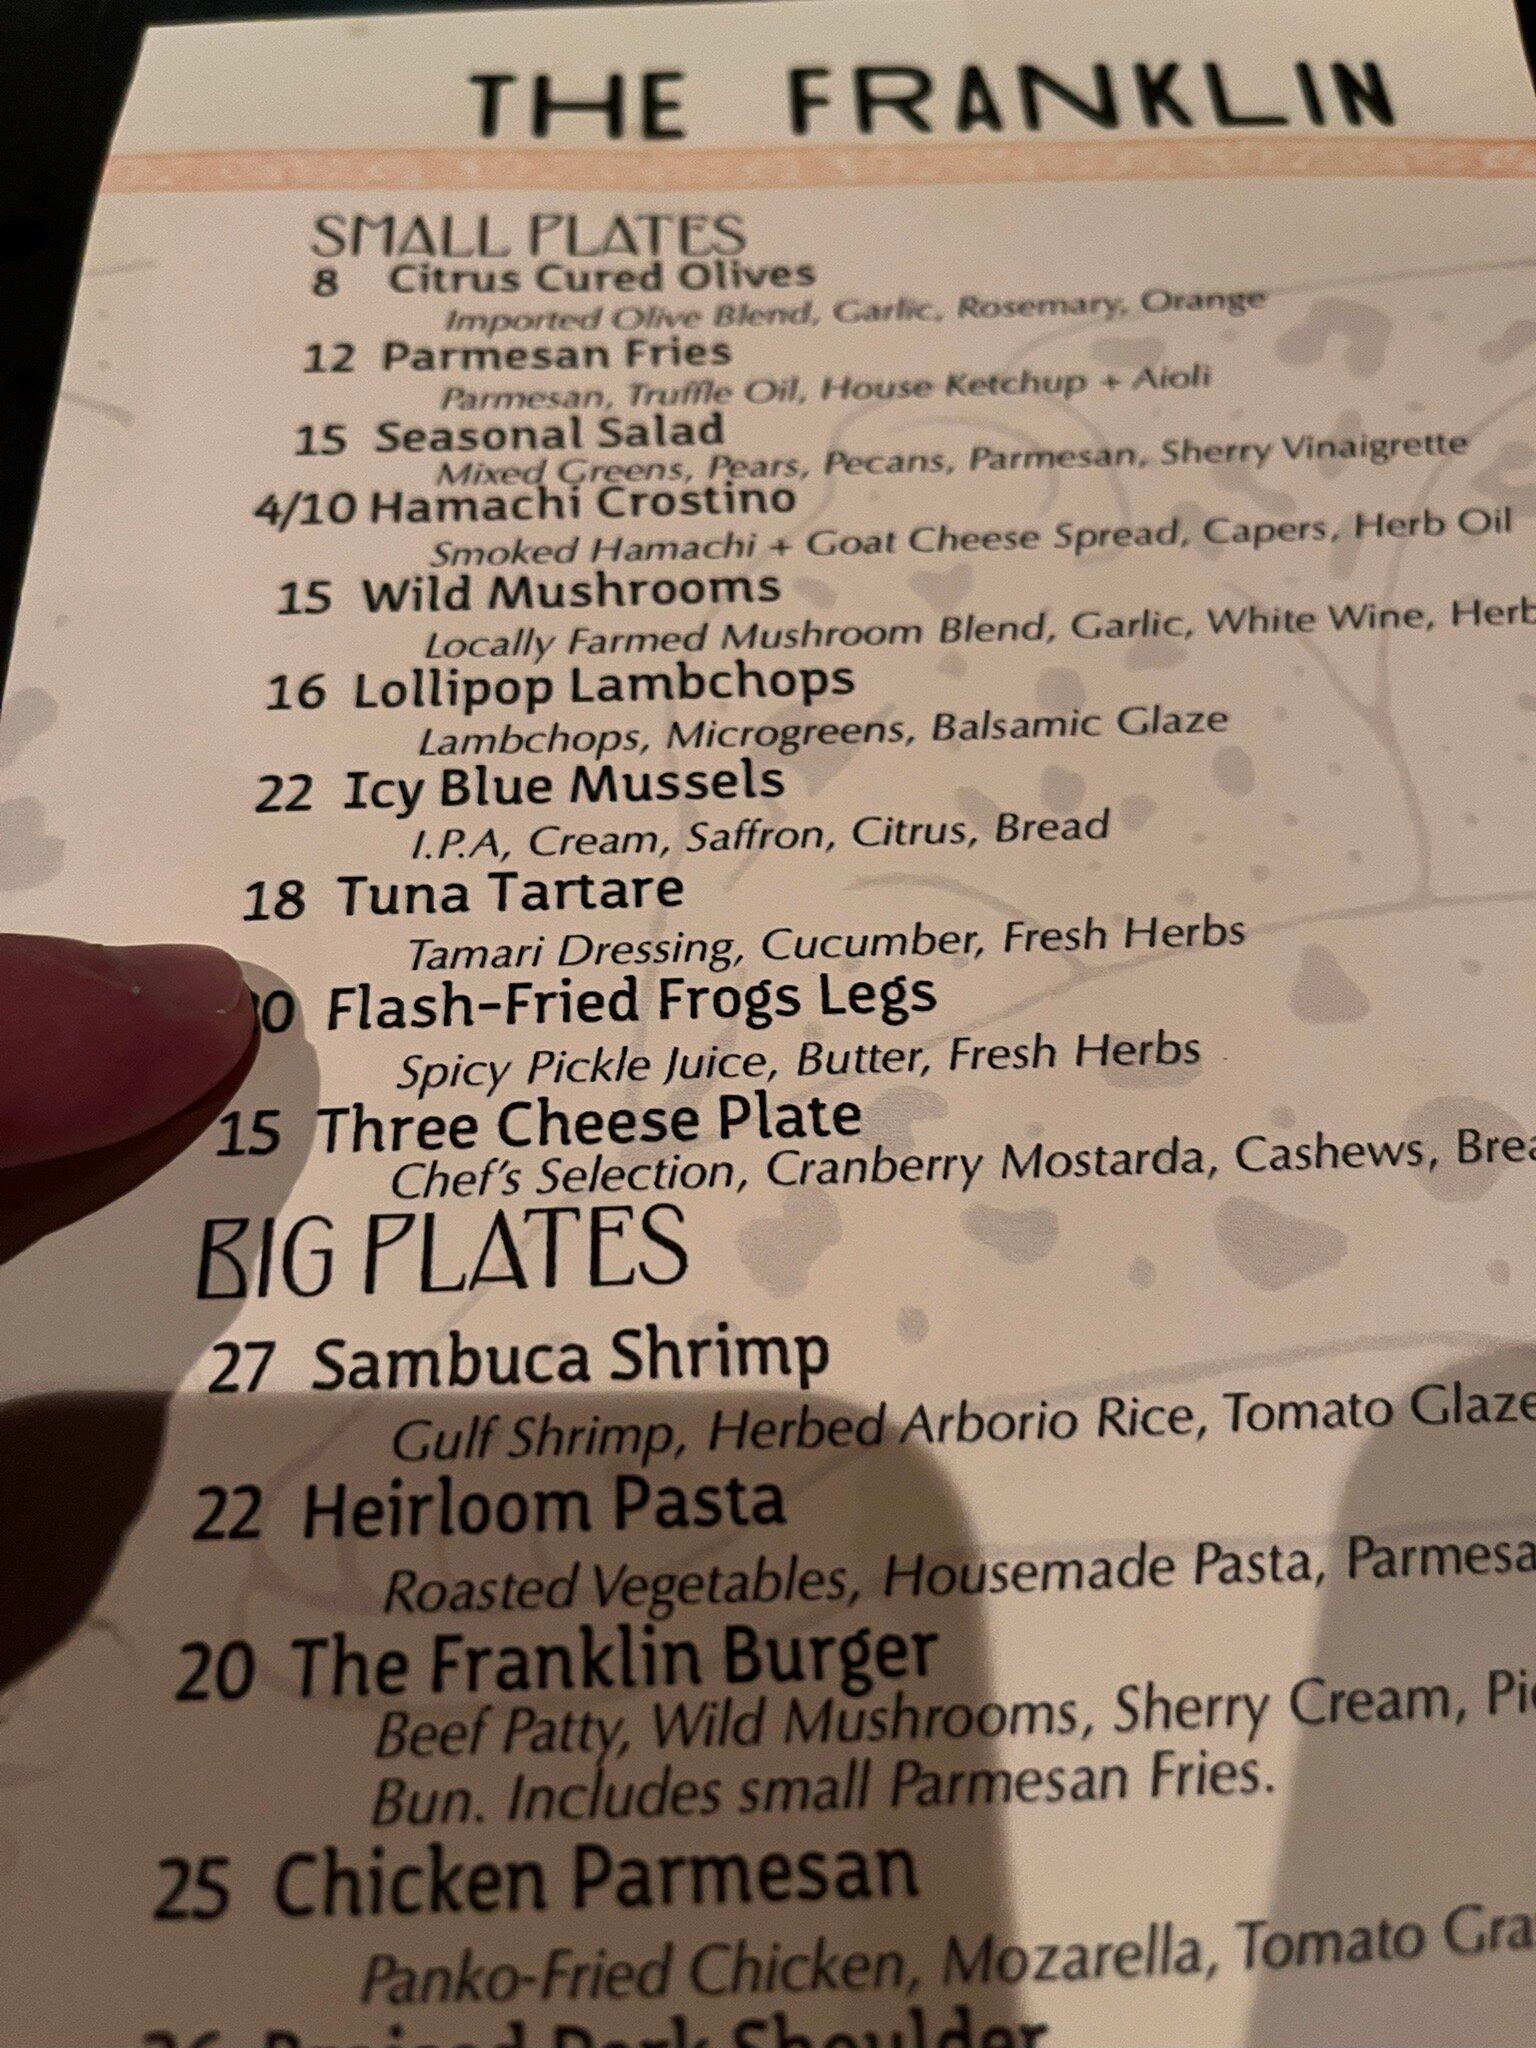 THE FRANKLIN
SMALL PLATES
8 Citrus Cured Olives
Imported Olive Blend, Garlic, Rosemary, Orange
12 Parmesan Fries
Parmesan, Truffle Oil, House Ketchup + Aioli
15 Seasonal Salad
Mixed Greens, Pears, Pecans, Parmesan, Sherry Vinaigrette
4/10 Hamachi Crostino
Smoked Hamachi + Goat Cheese Spread, Capers, Herb Oil
15 Wild Mushrooms
Locally Farmed Mushroom Blend, Garlic, White Wine, Herb
16 Lollipop Lambchops
Lambchops, Microgreens, Balsamic Glaze
22 Icy Blue Mussels
I.P.A, Cream, Saffron, Citrus, Bread
18 Tuna Tartare
Tamari Dressing, Cucumber, Fresh Herbs
Flash-Fried Frogs Legs
Spicy Pickle Juice, Butter, Fresh Herbs
15 Three Cheese Plate
Chef's Selection, Cranberry Mostarda, Cashews,
BIG PLATES
27 Sambuca Shrimp
Gulf Shrimp, Herbed Arborio Rice, Tomato Glaze
22 Heirloom Pasta
Roasted Vegetables, Housemade Pasta,
20 The Franklin Burger
Beef Patty, Wild Mushrooms, Sherry Cream,
Bun. Includes small Parmesan Fries.
25 Chicken Parmesan
Panko-Fried Chicken, Mozarella, Tomato
Shoulder